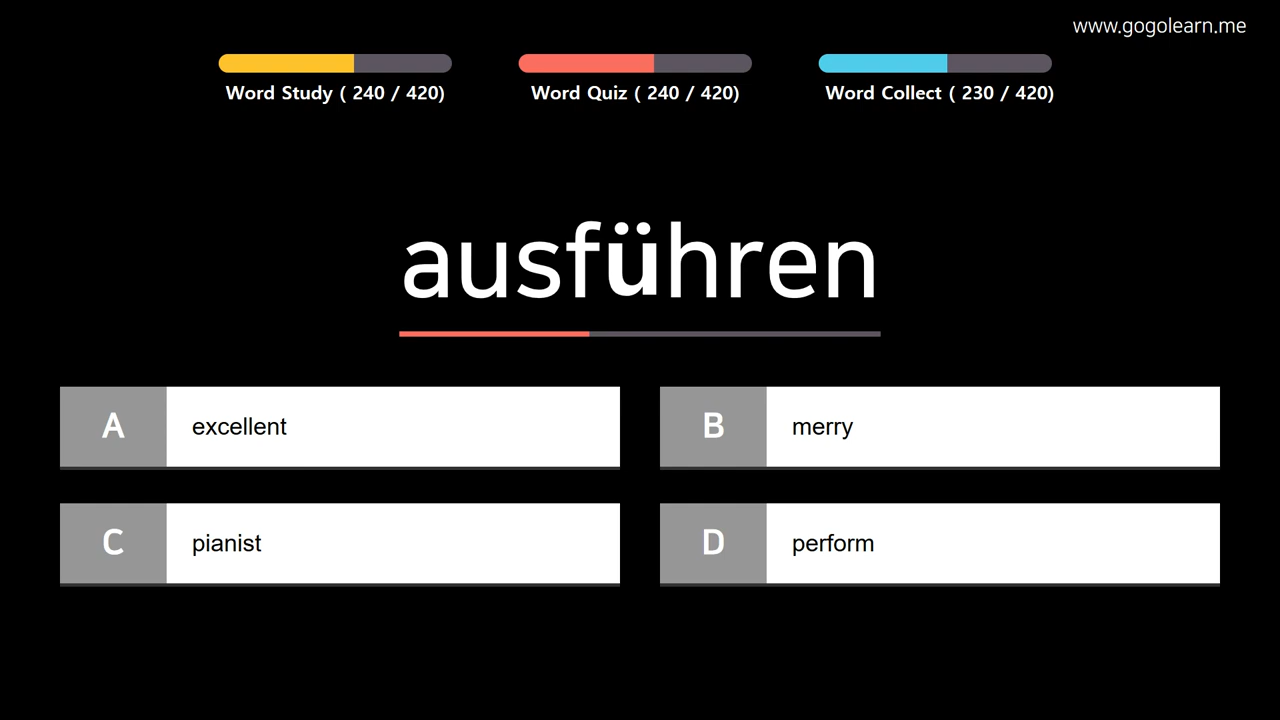 www.gogolearn.me
Word Study ( 240 / 420)
Word Quiz ( 240 / 420)
Word Collect ( 230 / 420)
ausführen
A excellent
B merry
C pianist
D perform